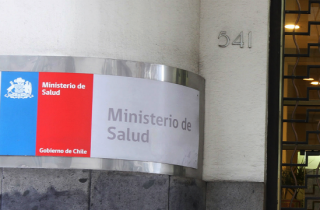 Ministerio de
Salud
Gobierno de Chile
Ministerio de
Salud
541